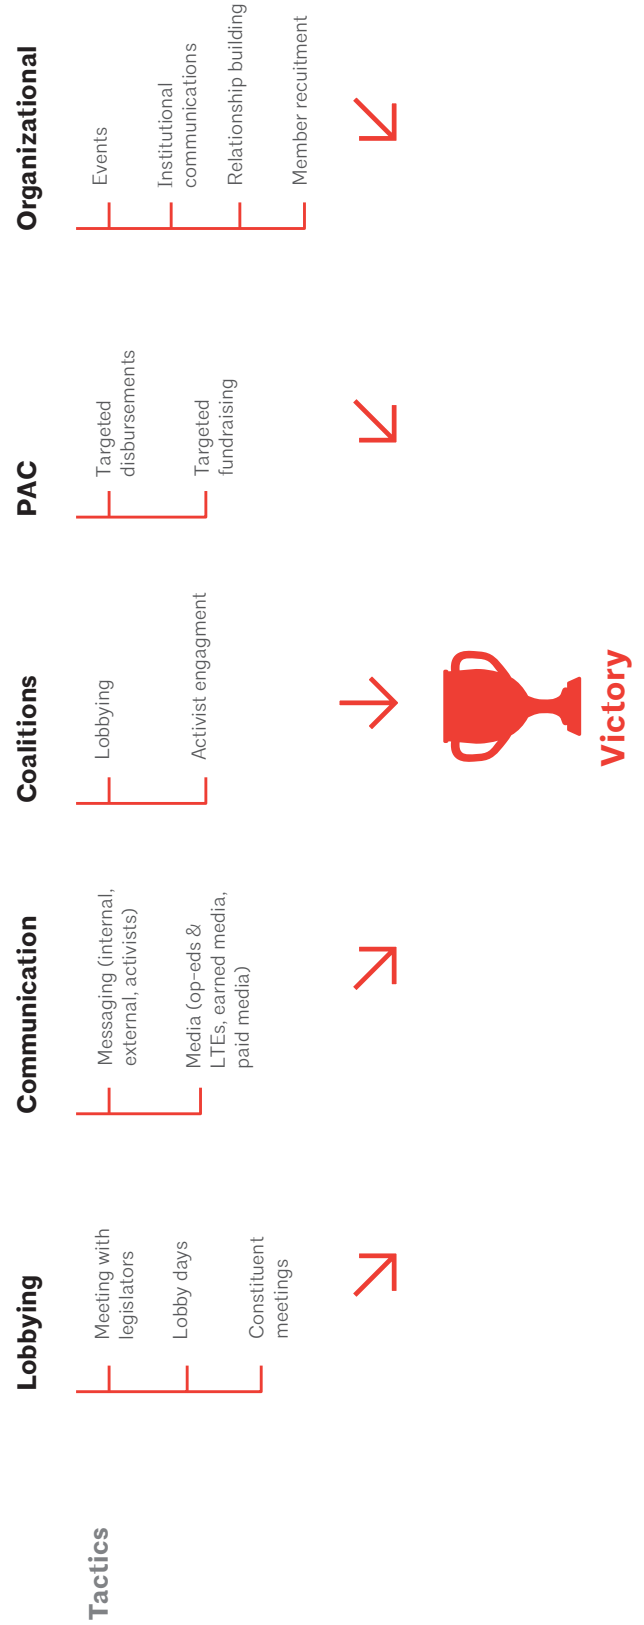 Tactics
Lobbying
Meeting with
legislators
Lobby days
Constituent
meetings
Communication
Messaging (internal,
external, activists)
Media (op-eds &
LTEs, earned media,
paid media)
Coalitions
Lobbying
Activist engagment
PAC
Targeted
disbursements
Targeted
fundraising
Organizational
Events
Institutional
communications
Relationship building
Member recuitment
Victory